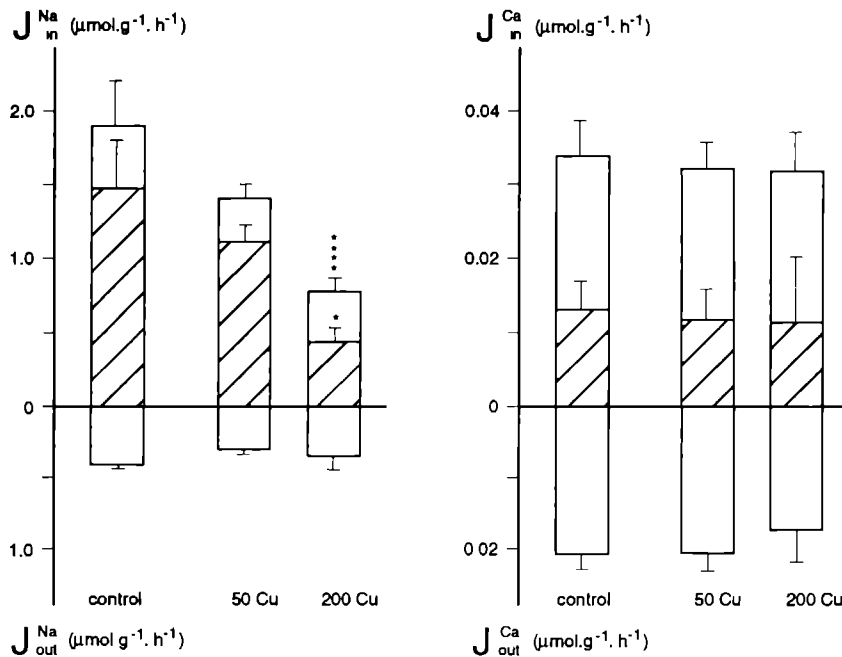 J Na in (μmol.g⁻¹. h⁻¹)
2.0
1.0
0
1.0
* * * *
*
control 50 Cu 200 Cu
J Na out (μmol g⁻¹. h⁻¹)
J Ca in (μmol.g⁻¹. h⁻¹)
0.04
0.02
0
0 02
control 50 Cu 200 Cu
J Ca out (μmol.g⁻¹. h⁻¹)